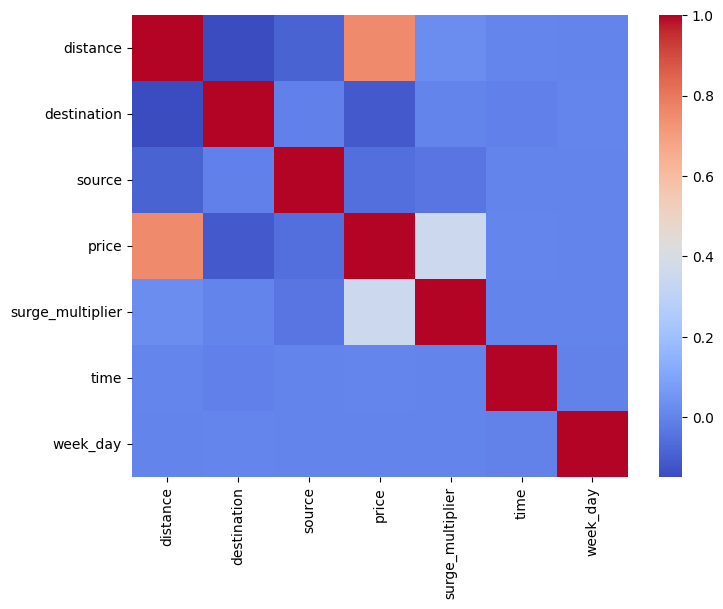 distance
destination
source
price
surge_multiplier
time
week_day
distance
destination
source
price
surge_multiplier
time
week_day
1.0
0.8
0.6
0.4
0.2
0.0